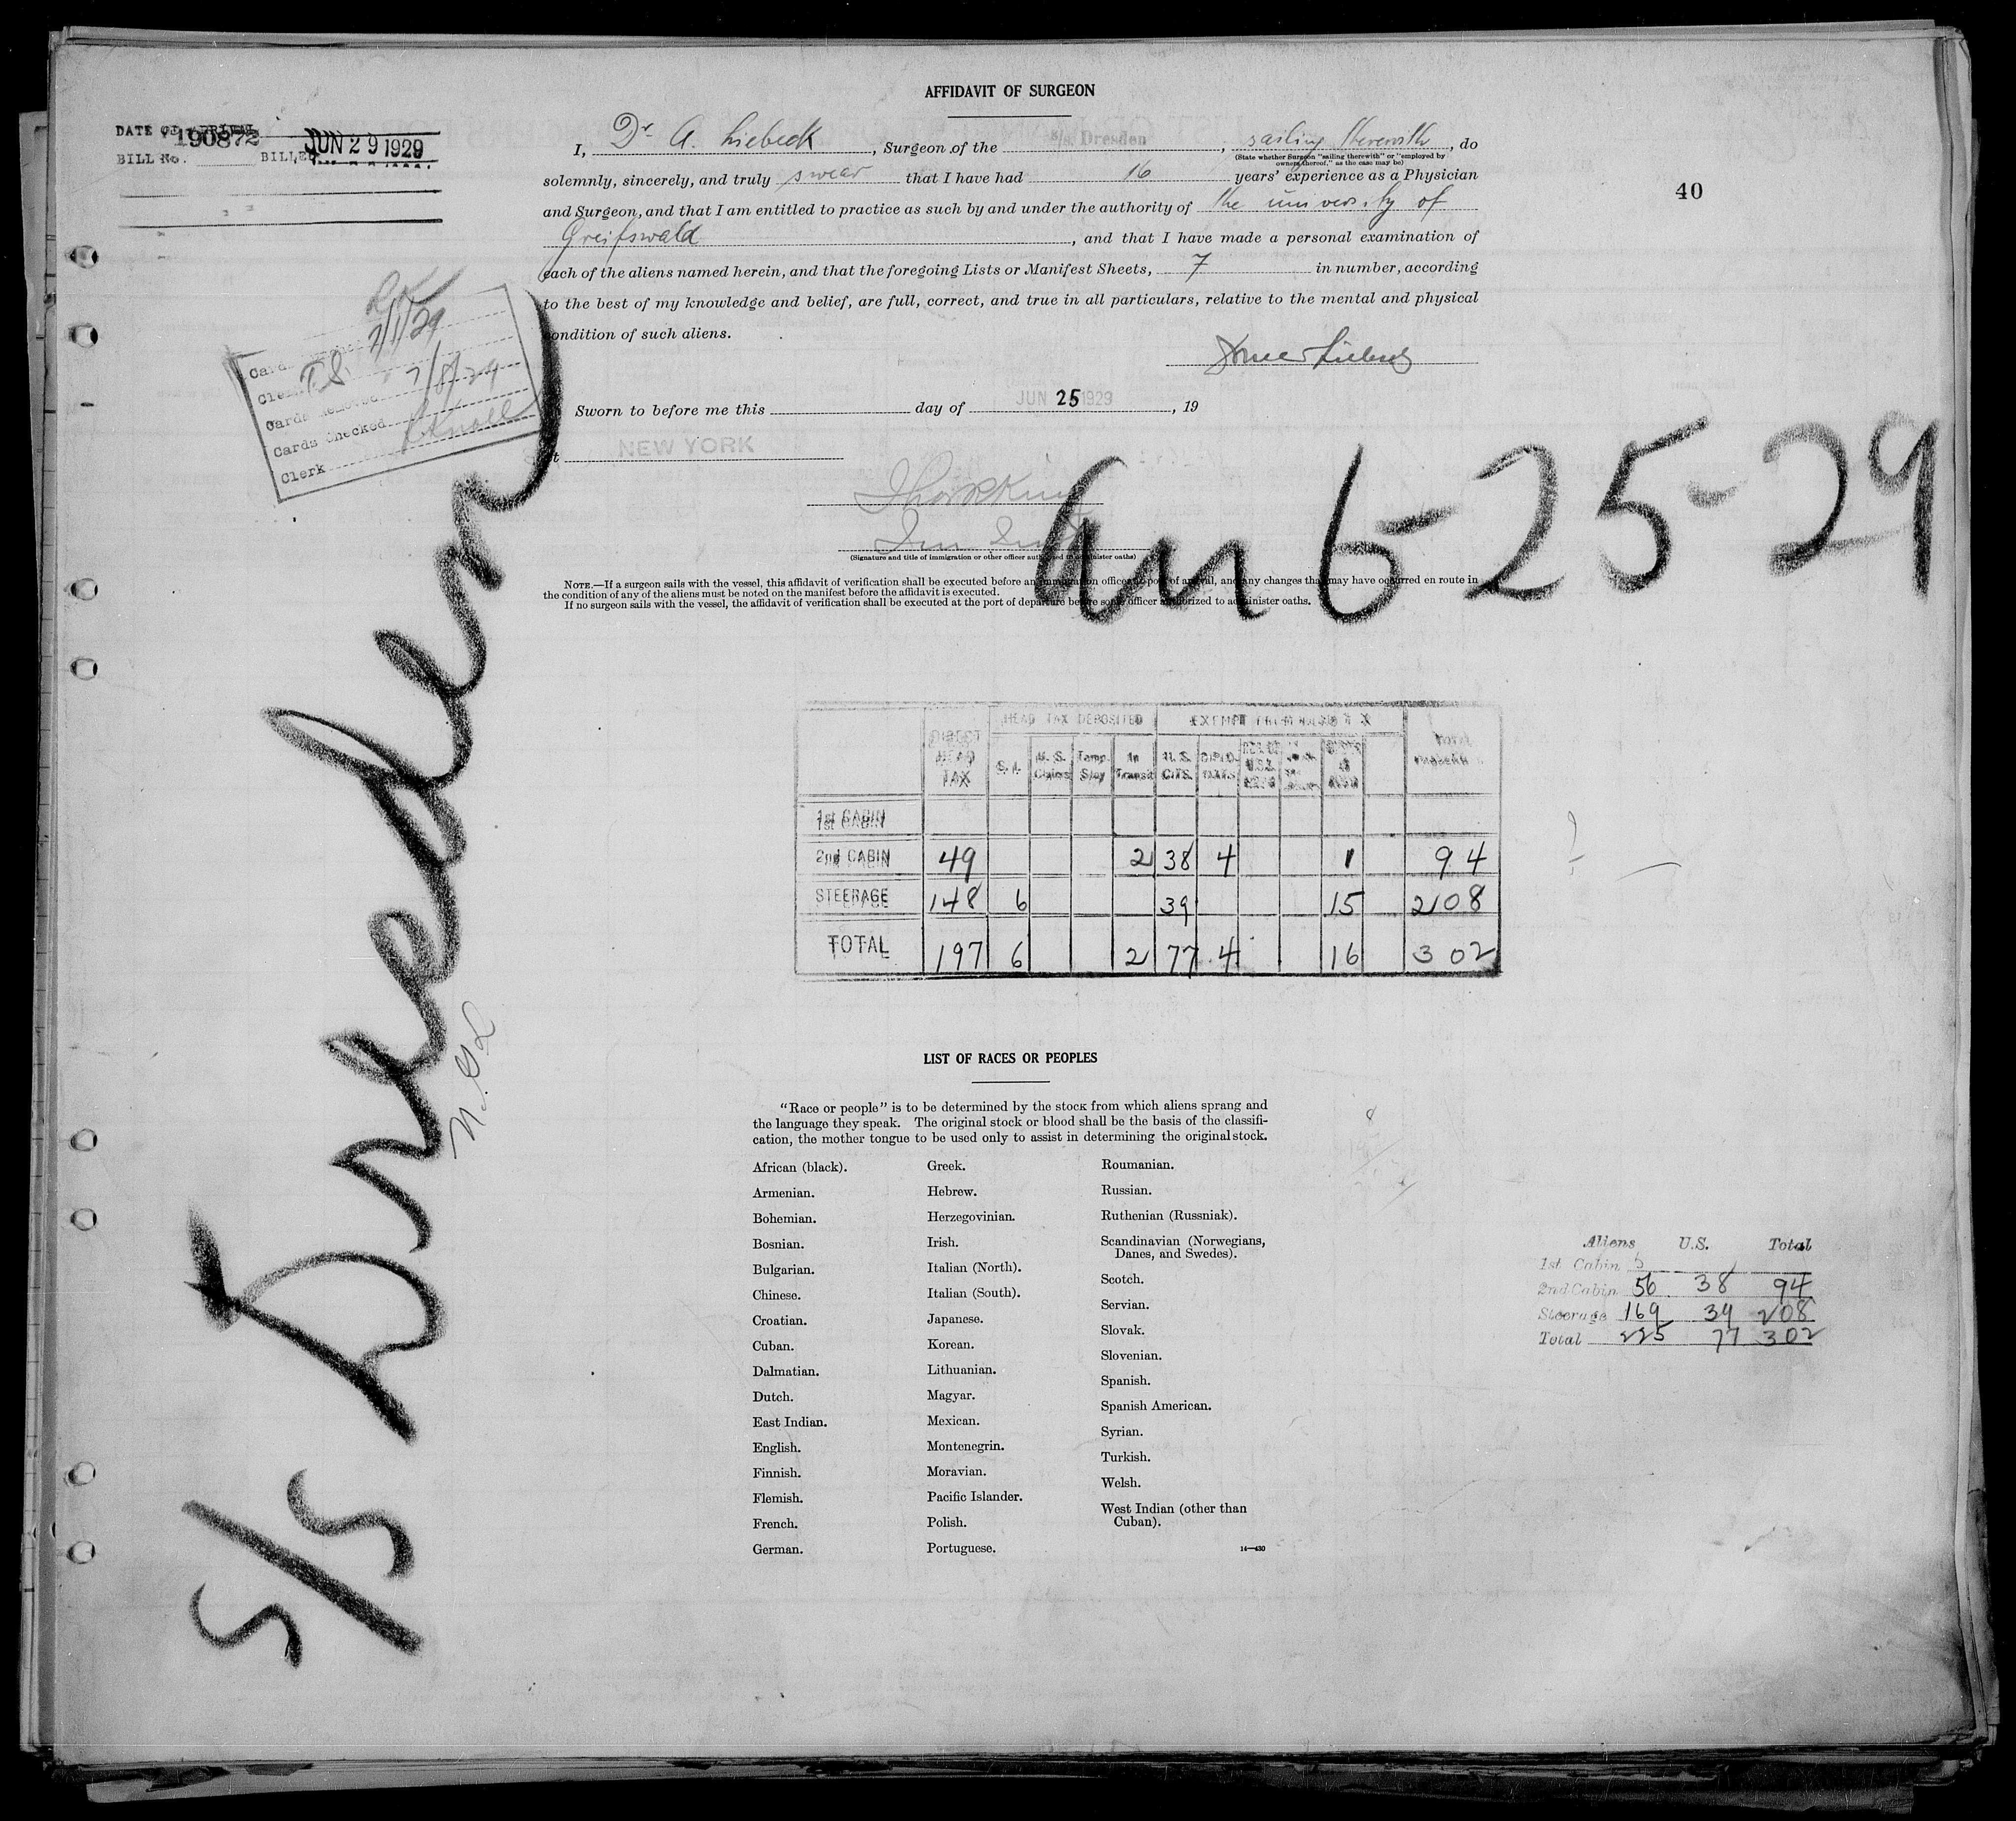 AFFIDAVIT OF SURGEON
DATE OF ARRIVAL
190872
BILL No. BILLED JUN 29 1929
40
I, Dr A. Liebeck, Surgeon of the S/S. Dresden, sailing therewith, do
(State whether Surgeon "sailing therewith" or "employed by
owners thereof," as the case may be)
solemnly, sincerely, and truly swear that I have had 16 years' experience as a Physician
and Surgeon, and that I am entitled to practice as such by and under the authority of the university of
Greifswald, and that I have made a personal examination of
each of the aliens named herein, and that the foregoing Lists or Manifest Sheets, 7 in number, according
to the best of my knowledge and belief, are full, correct, and true in all particulars, relative to the mental and physical
condition of such aliens.
Sworn to before me this day of JUN 25 1929, 19
At NEW YORK
(Signature and title of immigration or other officer authorized to administer oaths)
NOTE.—If a surgeon sails with the vessel, this affidavit of verification shall be executed before an immigration officer at port of arrival, and any changes that may have occurred en route in
the condition of any of the aliens must be noted on the manifest before the affidavit is executed.
If no surgeon sails with the vessel, the affidavit of verification shall be executed at the port of departure before some officer authorized to administer oaths.
7/1/29
Clerk T.S.
Cards Removed 7/8/29
Cards Checked
Clerk
S/S Dresden
N.G.L
Arr 6-25-29
HEAD TAX DEPOSITED EXEMPT FROM HEAD TAX
DIRECT HEAD TAX S. I. U. S. Claims Temp. Stay In Transit U. S. CITS. DIPLO- MATS
1st CABIN
2nd CABIN 49 2 38 4 1 94
STEERAGE 148 6 39 15 208
TOTAL 197 6 2 77 4 16 302
LIST OF RACES OR PEOPLES
"Race or people" is to be determined by the stock from which aliens sprang and
the language they speak. The original stock or blood shall be the basis of the classifi-
cation, the mother tongue to be used only to assist in determining the original stock.
African (black).
Armenian.
Bohemian.
Bosnian.
Bulgarian.
Chinese.
Croatian.
Cuban.
Dalmatian.
Dutch.
East Indian.
English.
Finnish.
Flemish.
French.
German.
Greek.
Hebrew.
Herzegovinian.
Irish.
Italian (North).
Italian (South).
Japanese.
Korean.
Lithuanian.
Magyar.
Mexican.
Montenegrin.
Moravian.
Pacific Islander.
Polish.
Portuguese.
Roumanian.
Russian.
Ruthenian (Russniak).
Scandinavian (Norwegians,
Danes, and Swedes).
Scotch.
Servian.
Slovak.
Slovenian.
Spanish.
Spanish American.
Syrian.
Turkish.
Welsh.
West Indian (other than
Cuban).
14—430
Aliens U.S. Total
1st Cabin
2nd Cabin 56 38 94
Steerage 169 39 208
Total 225 77 302